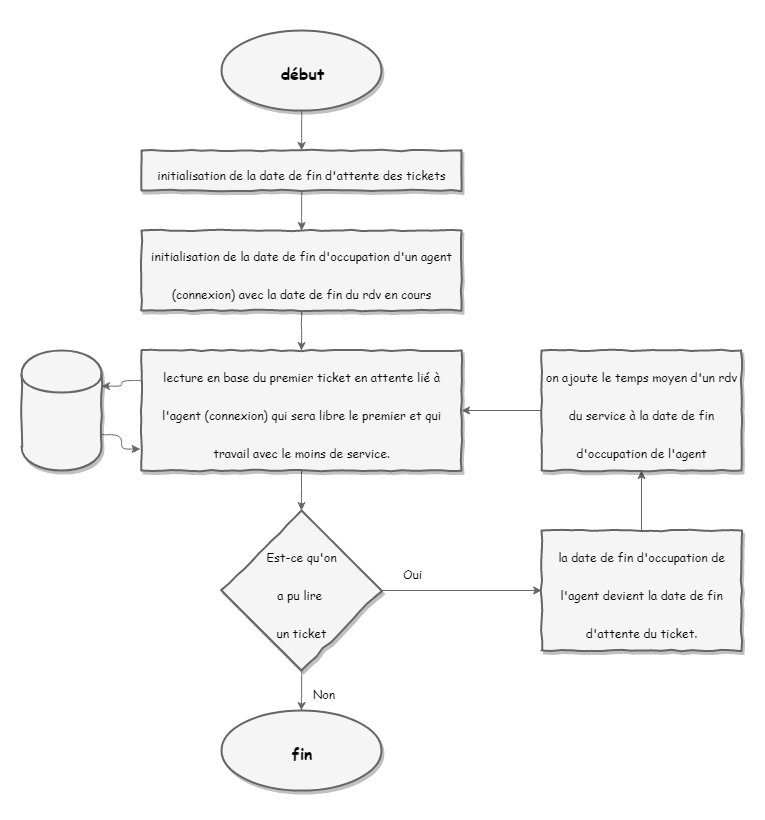 début
initialisation de la date de fin d'attente des tickets
initialisation de la date de fin d'occupation d'un agent
(connexion) avec la date de fin du rdv en cours
lecture en base du premier ticket en attente lié à
l'agent (connexion) qui sera libre le premier et qui
travail avec le moins de service.
on ajoute le temps moyen d'un rdv
du service à la date de fin
d'occupation de l'agent
Est-ce qu'on
a pu lire
un ticket
Oui
la date de fin d'occupation de
l'agent devient la date de fin
d'attente du ticket.
Non
fin